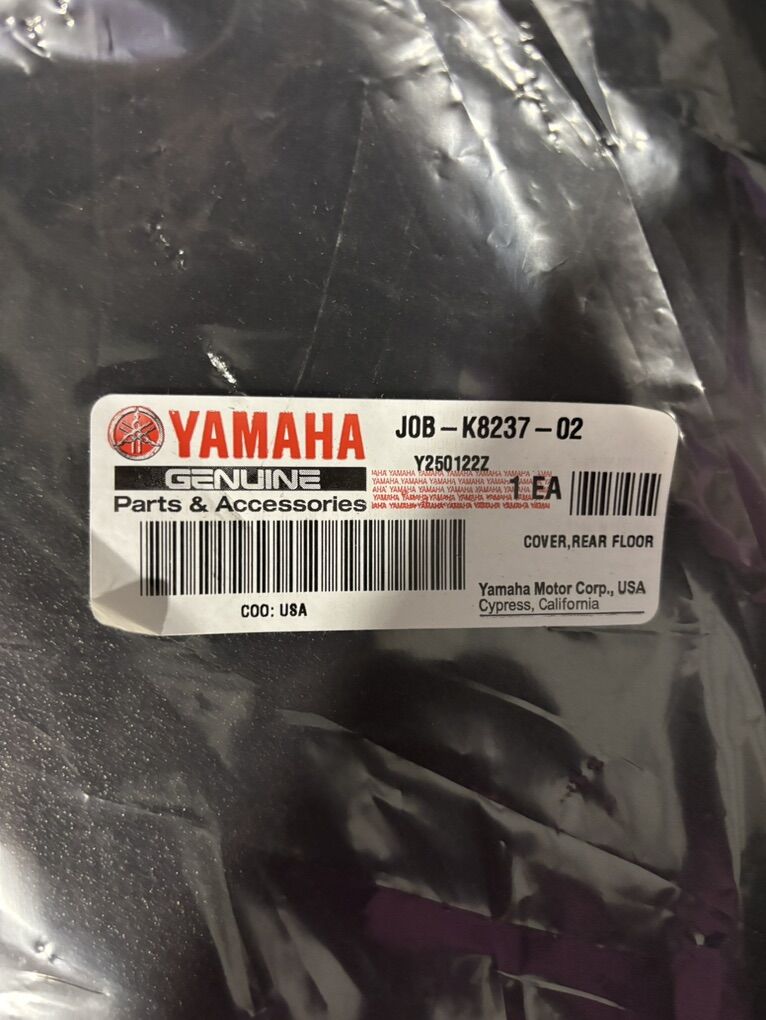 YAMAHA
GENUINE
Parts & Accessories
J0B-K8237-02
Y250122Z
1 EA
COVER,REAR FLOOR
COO: USA
Yamaha Motor Corp., USA
Cypress, California